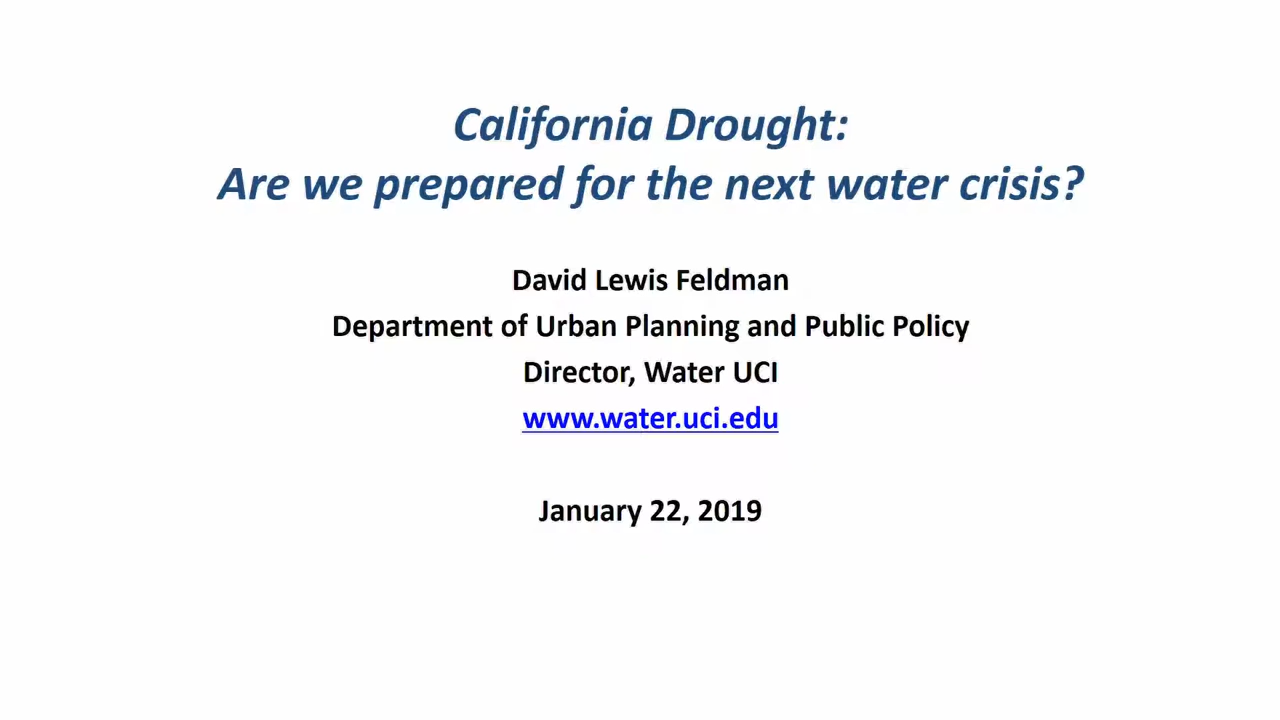 California Drought:
Are we prepared for the next water crisis?
David Lewis Feldman
Department of Urban Planning and Public Policy
Director, Water UCI
www.water.uci.edu
January 22, 2019